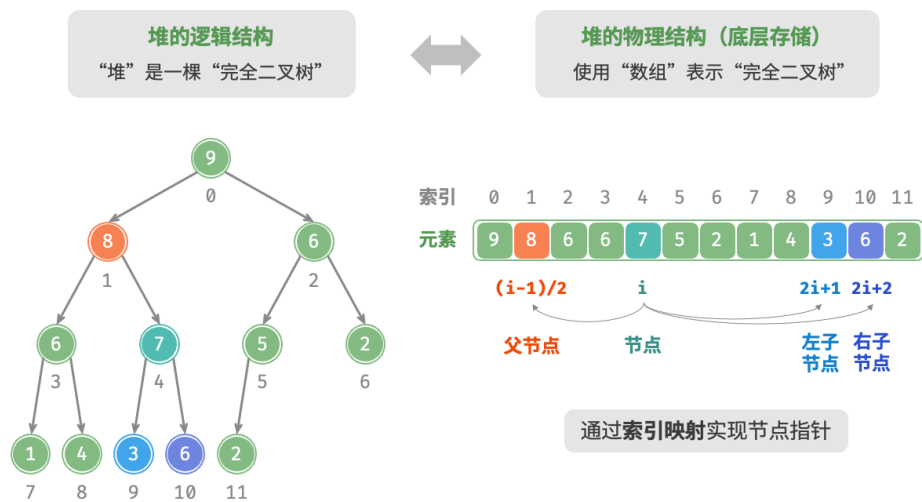 堆的逻辑结构
“堆”是一棵“完全二叉树”
堆的物理结构（底层存储）
使用“数组”表示“完全二叉树”
9
0
8
6
1
2
6
7
5
2
3
4
5
6
1
4
3
6
2
7
8
9
10
11
索引 0 1 2 3 4 5 6 7 8 9 10 11
元素 9 8 6 6 7 5 2 1 4 3 6 2
(i-1)/2 i 2i+1 2i+2
父节点 节点 左子节点 右子节点
通过索引映射实现节点指针